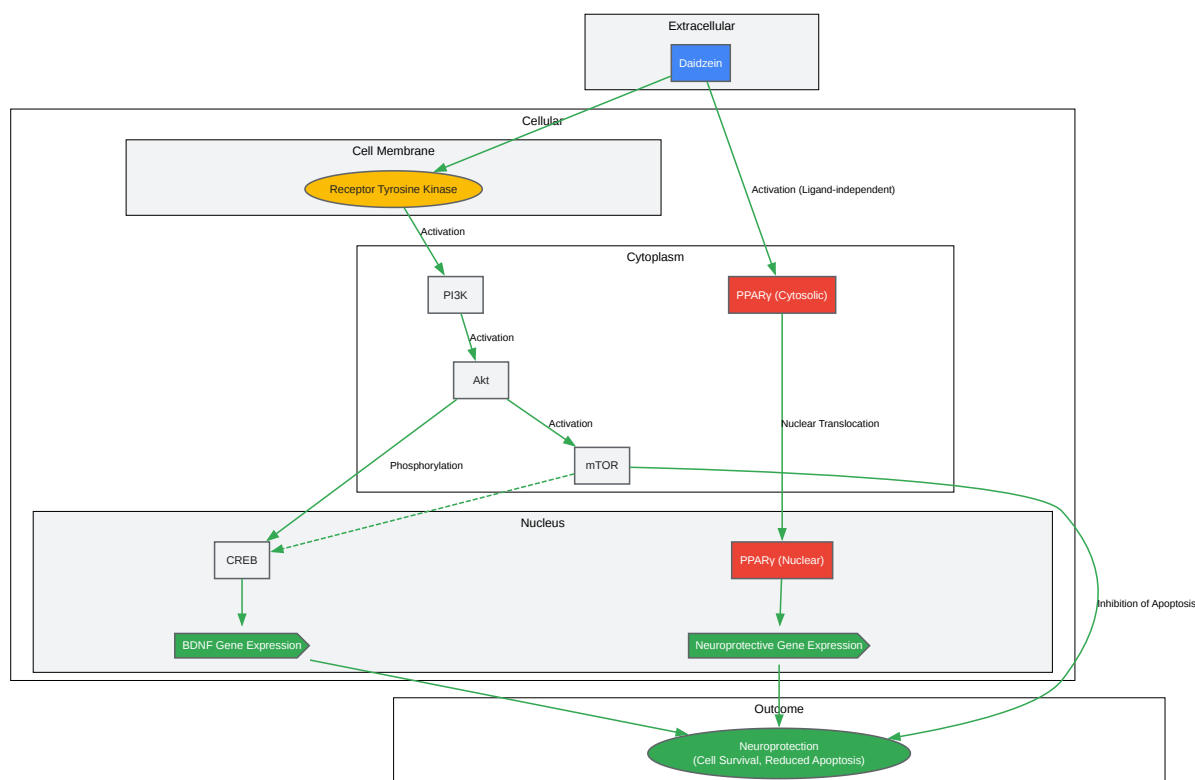 Extracellular
Daidzein
Cellular
Cell Membrane
Receptor Tyrosine Kinase
Activation (Ligand-independent)
Activation
Cytoplasm
PI3K
PPARγ (Cytosolic)
Activation
Akt
Activation
Nuclear Translocation
Phosphorylation
mTOR
Nucleus
CREB
PPARγ (Nuclear)
Inhibition of Apoptosis
BDNF Gene Expression
Neuroprotective Gene Expression
Outcome
Neuroprotection
(Cell Survival, Reduced Apoptosis)